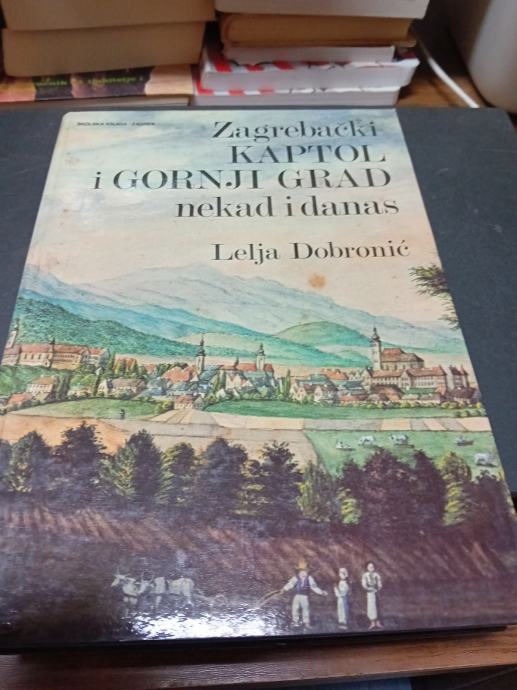 ŠKOLSKA KNJIGA - ZAGREB
Zagrebački
KAPTOL
i GORNJI GRAD
nekad i danas
Lelja Dobronić